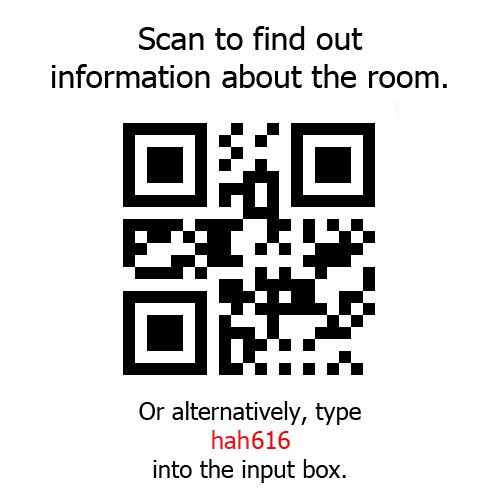 Scan to find out
information about the room.
Or alternatively, type
hah616
into the input box.